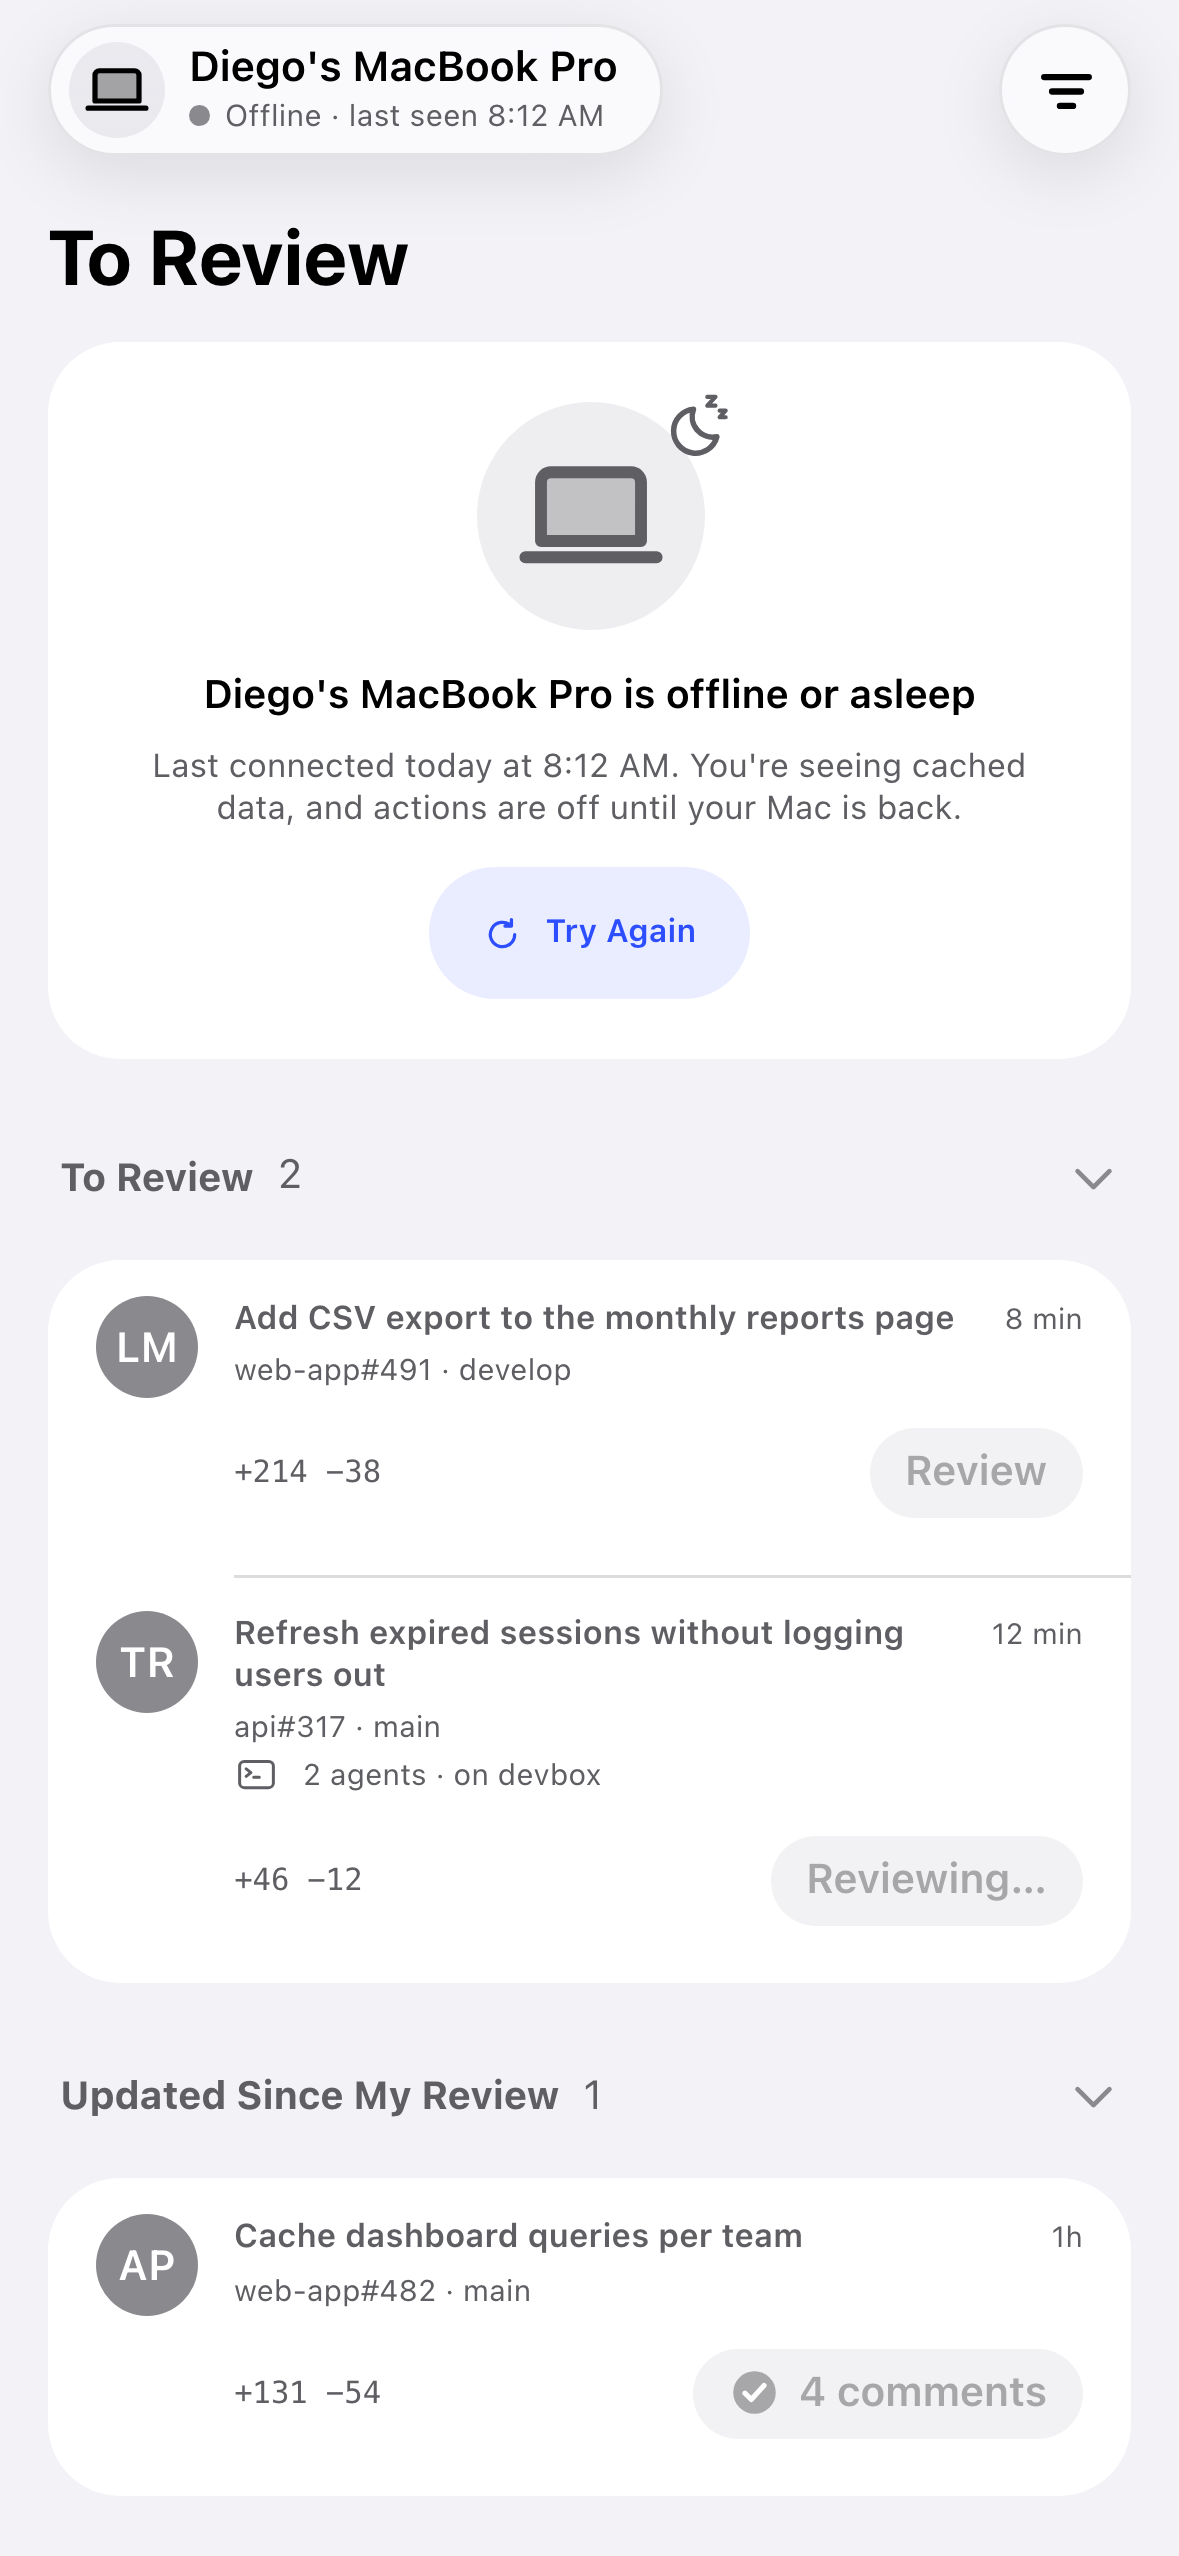 Diego's MacBook Pro
Offline · last seen 8:12 AM
To Review
Diego's MacBook Pro is offline or asleep
Last connected today at 8:12 AM. You're seeing cached
data, and actions are off until your Mac is back.
Try Again
To Review 2
LM
Add CSV export to the monthly reports page 8 min
web-app#491 · develop
+214 −38 Review
TR
Refresh expired sessions without logging 12 min
users out
api#317 · main
2 agents · on devbox
+46 −12 Reviewing...
Updated Since My Review 1
AP
Cache dashboard queries per team 1h
web-app#482 · main
+131 −54 4 comments